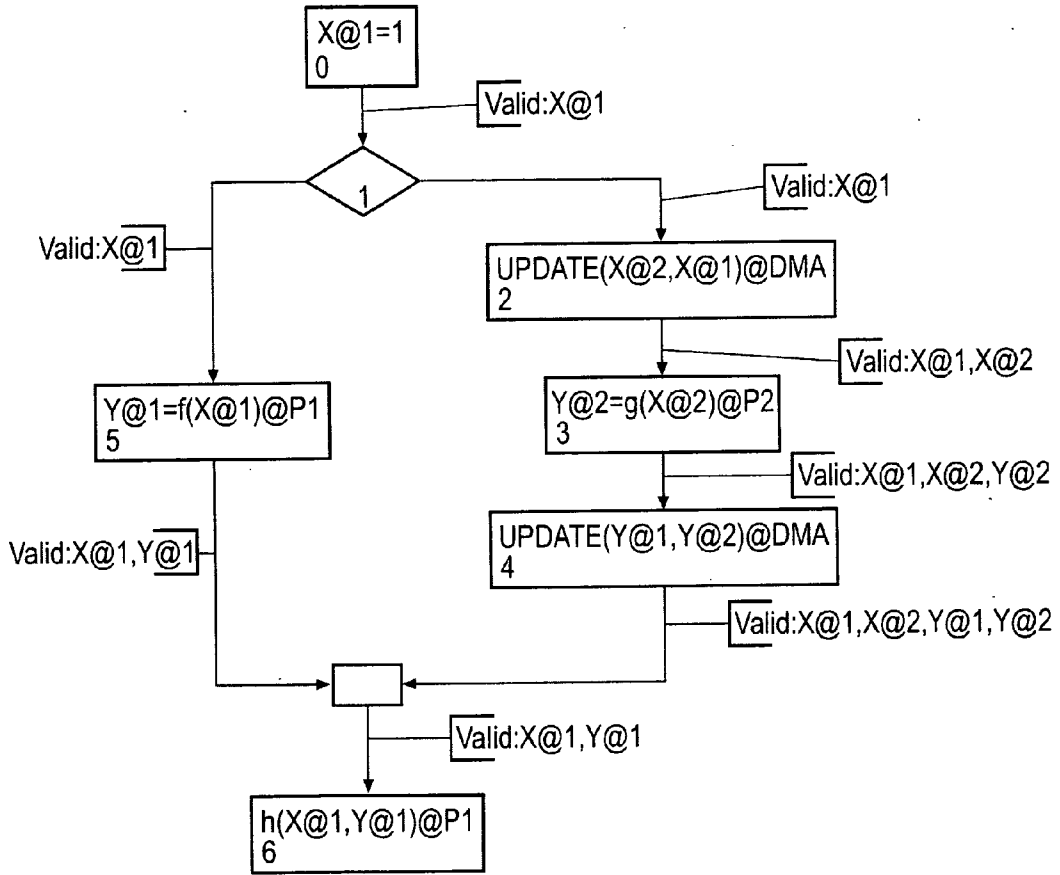 X@1=1
0
Valid:X@1
1
Valid:X@1
Valid:X@1
UPDATE(X@2,X@1)@DMA
2
Valid:X@1,X@2
Y@1=f(X@1)@P1
5
Y@2=g(X@2)@P2
3
Valid:X@1,X@2,Y@2
Valid:X@1,Y@1
UPDATE(Y@1,Y@2)@DMA
4
Valid:X@1,X@2,Y@1,Y@2
Valid:X@1,Y@1
h(X@1,Y@1)@P1
6